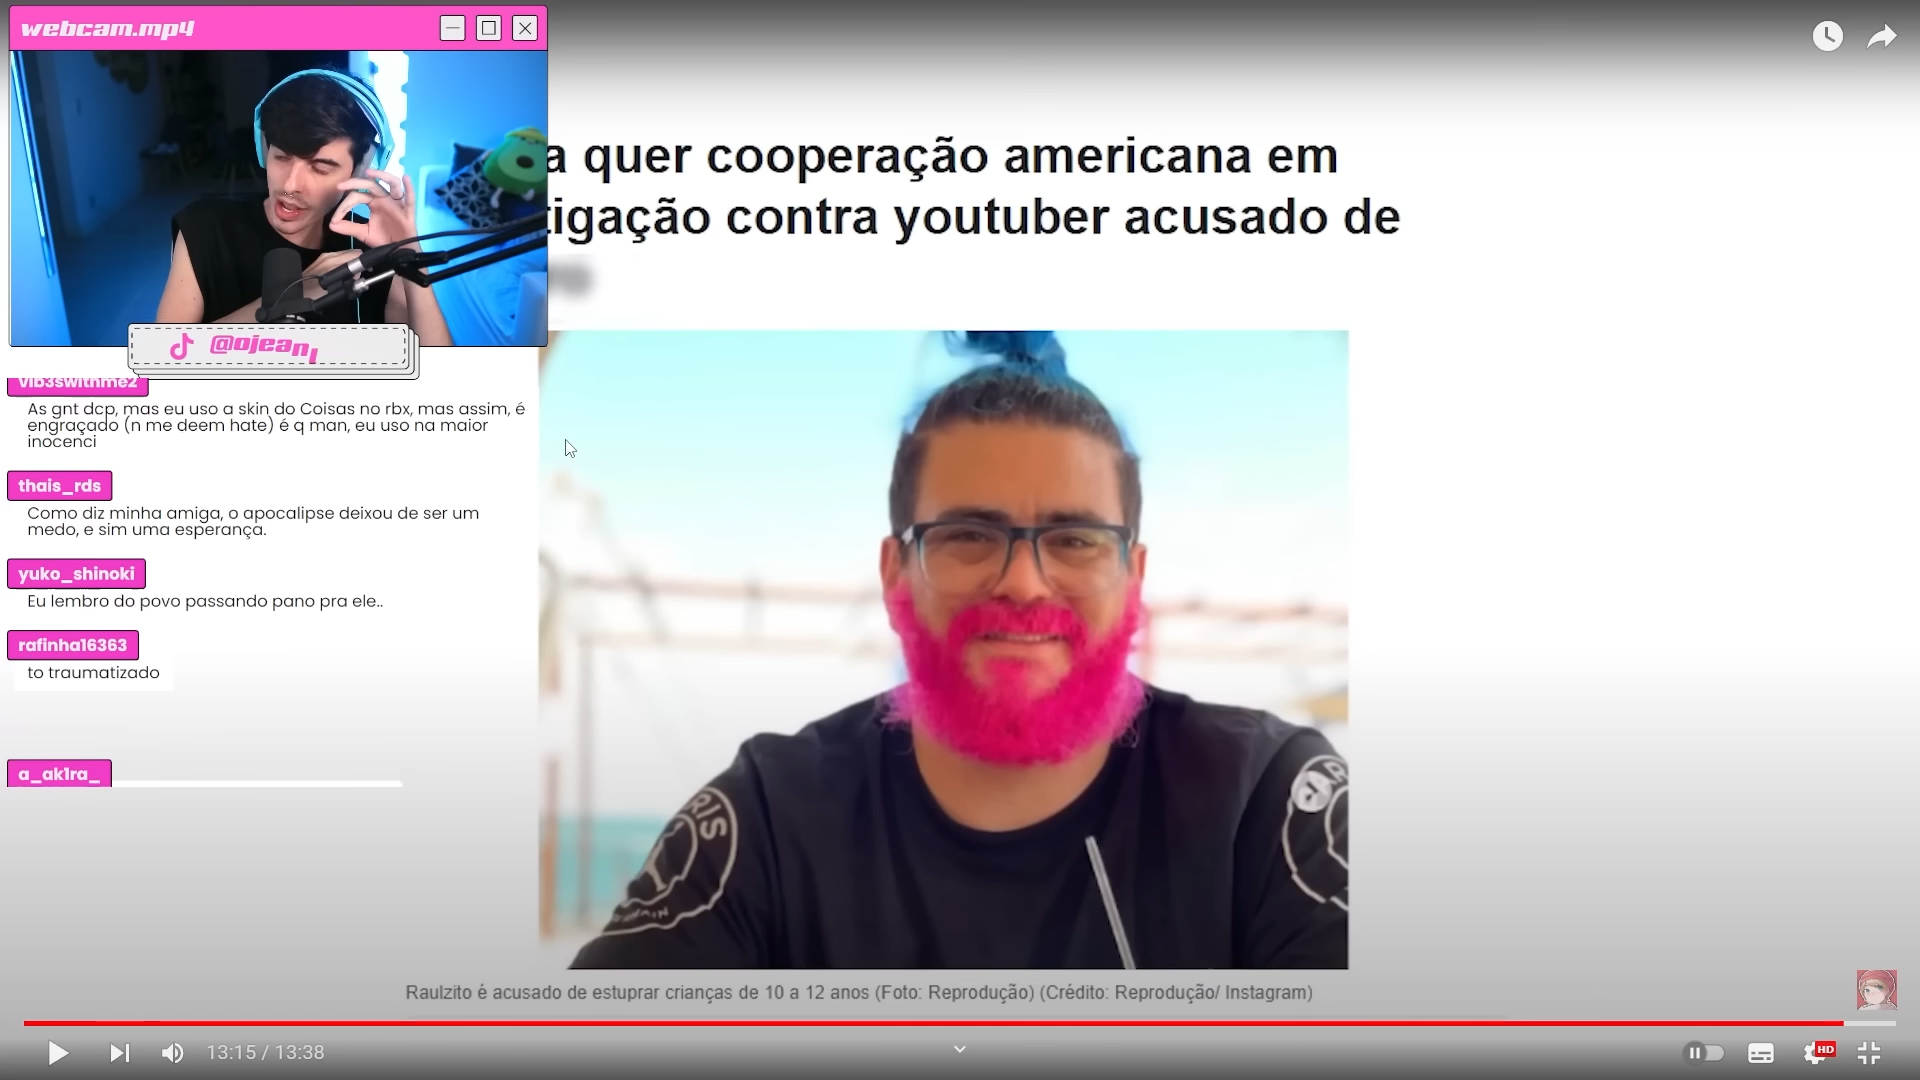 webcam.mp4
a quer cooperação americana em
tigação contra youtuber acusado de
@ojeanl
vib3swithme2
As gnt dcp, mas eu uso a skin do Coisas no rbx, mas assim, é
engraçado (n me deem hate) é q man, eu uso na maior
inocenci
thais_rds
Como diz minha amiga, o apocalipse deixou de ser um
medo, e sim uma esperança.
yuko_shinoki
Eu lembro do povo passando pano pra ele..
rafinha16363
to traumatizado
a_ak1ra_
RIS
Raulzito é acusado de estuprar crianças de 10 a 12 anos (Foto: Reprodução) (Crédito: Reprodução/ Instagram)
13:15 / 13:38
HD